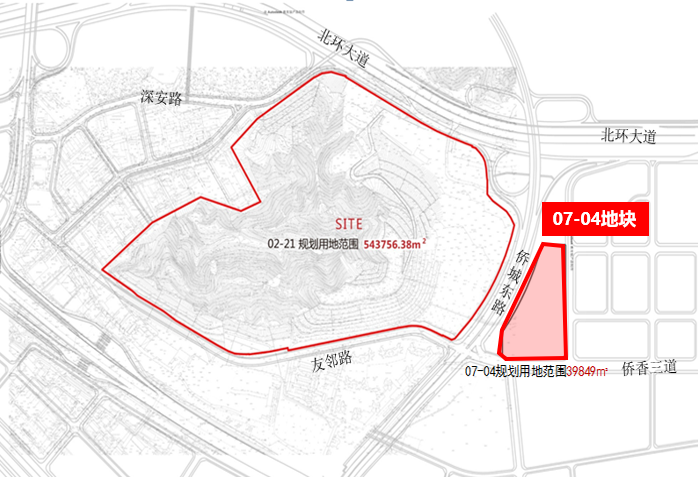 北环大道
深安路
北环大道
07-04地块
SITE
02-21 规划用地范围 543756.38m²
侨城东路
友邻路
07-04规划用地范围39849㎡
侨香三道